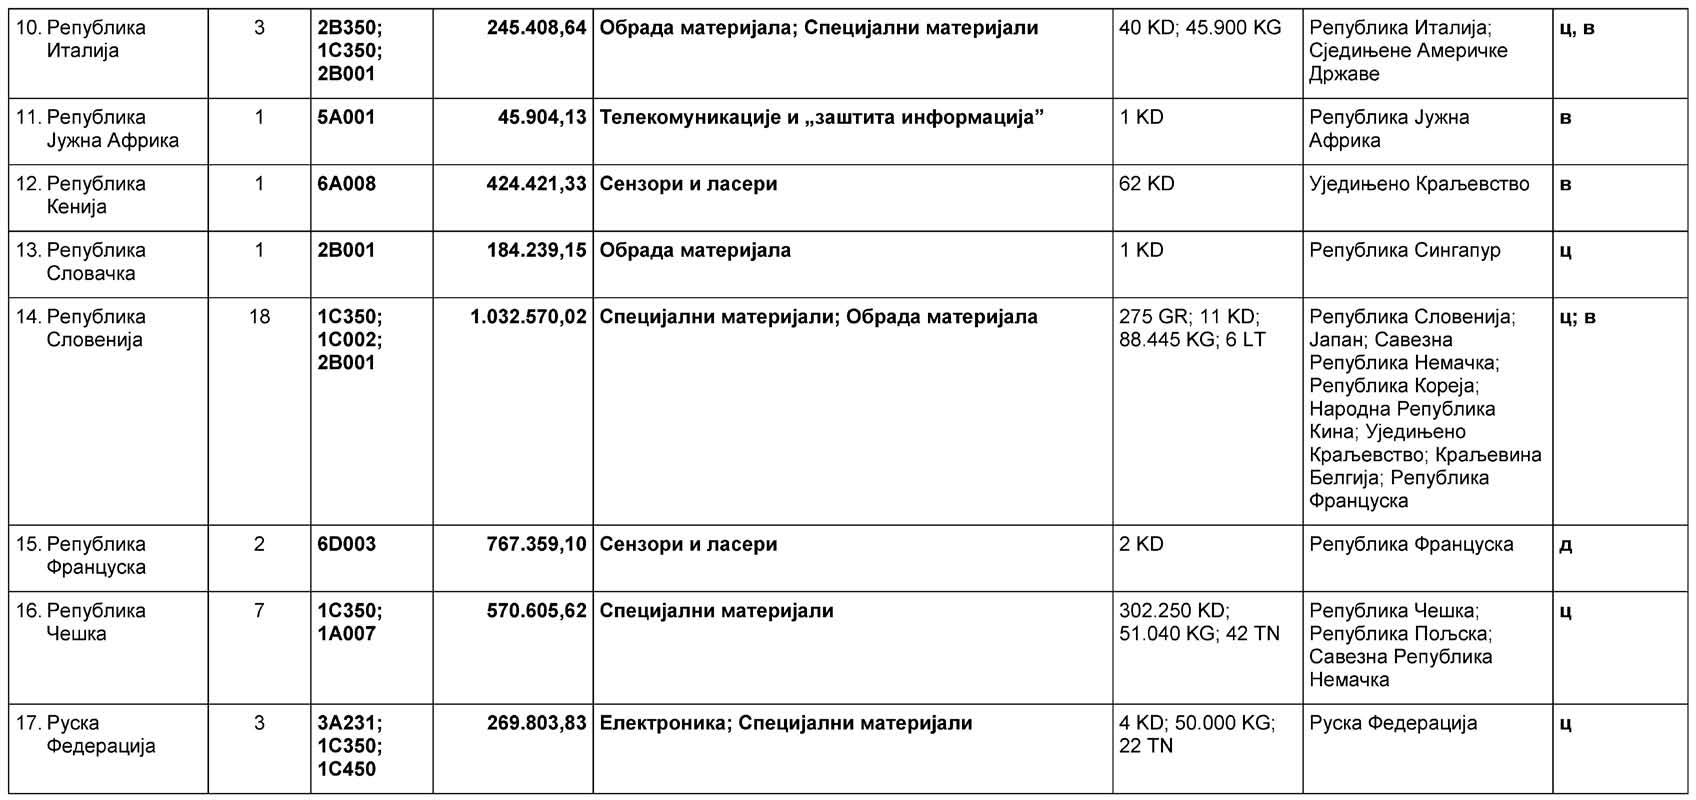 10. Република Италија
3
2B350;
1C350;
2B001
245.408,64
Обрада материјала; Специјални материјали
40 KD; 45.900 KG
Република Италија;
Сједињене Америчке
Државе
ц, в
11. Република
Јужна Африка
1
5A001
45.904,13
Телекомуникације и „заштита информација”
1 KD
Република Јужна
Африка
в
12. Република
Кенија
1
6A008
424.421,33
Сензори и ласери
62 KD
Уједињено Краљевство
в
13. Република
Словачка
1
2B001
184.239,15
Обрада материјала
1 KD
Република Сингапур
ц
14. Република
Словенија
18
1C350;
1C002;
2B001
1.032.570,02
Специјални материјали; Обрада материјала
275 GR; 11 KD;
88.445 KG; 6 LT
Република Словенија;
Јапан; Савезна
Република Немачка;
Република Кореја;
Народна Република
Кина; Уједињено
Краљевство; Краљевина
Белгија; Република
Француска
ц; в
15. Република
Француска
2
6D003
767.359,10
Сензори и ласери
2 KD
Република Француска
д
16. Република
Чешка
7
1C350;
1A007
570.605,62
Специјални материјали
302.250 KD;
51.040 KG; 42 TN
Република Чешка;
Република Пољска;
Савезна Република
Немачка
ц
17. Руска
Федерација
3
3A231;
1C350;
1C450
269.803,83
Електроника; Специјални материјали
4 KD; 50.000 KG;
22 TN
Руска Федерација
ц